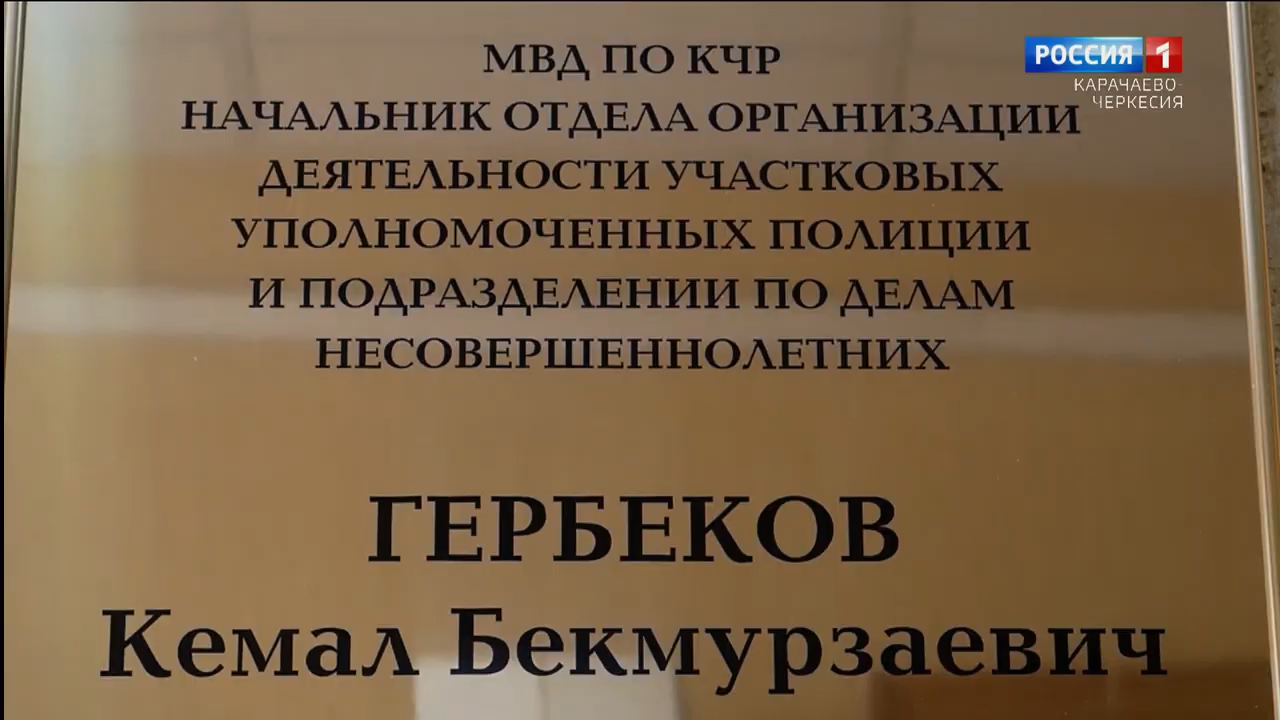 МВД ПО КЧР
НАЧАЛЬНИК ОТДЕЛА ОРГАНИЗАЦИИ
ДЕЯТЕЛЬНОСТИ УЧАСТКОВЫХ
УПОЛНОМОЧЕННЫХ ПОЛИЦИИ
И ПОДРАЗДЕЛЕНИИ ПО ДЕЛАМ
НЕСОВЕРШЕННОЛЕТНИХ
ГЕРБЕКОВ
Кемал Бекмурзаевич
РОССИЯ 1
КАРАЧАЕВО-
ЧЕРКЕСИЯ